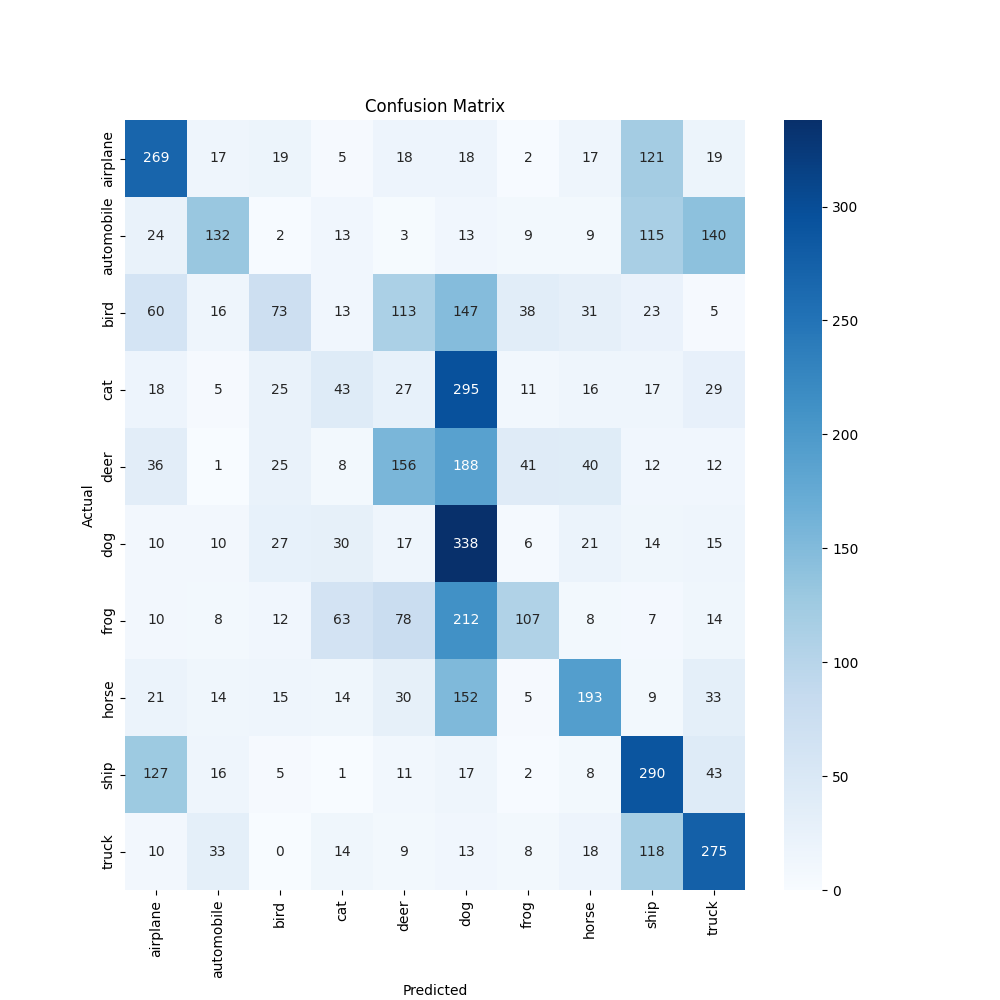 Confusion Matrix
airplane 269 17 19 5 18 18 2 17 121 19
automobile 24 132 2 13 3 13 9 9 115 140
bird 60 16 73 13 113 147 38 31 23 5
cat 18 5 25 43 27 295 11 16 17 29
deer 36 1 25 8 156 188 41 40 12 12
dog 10 10 27 30 17 338 6 21 14 15
frog 10 8 12 63 78 212 107 8 7 14
horse 21 14 15 14 30 152 5 193 9 33
ship 127 16 5 1 11 17 2 8 290 43
truck 10 33 0 14 9 13 8 18 118 275
airplane automobile bird cat deer dog frog horse ship truck
Predicted
Actual
300
250
200
150
100
50
0